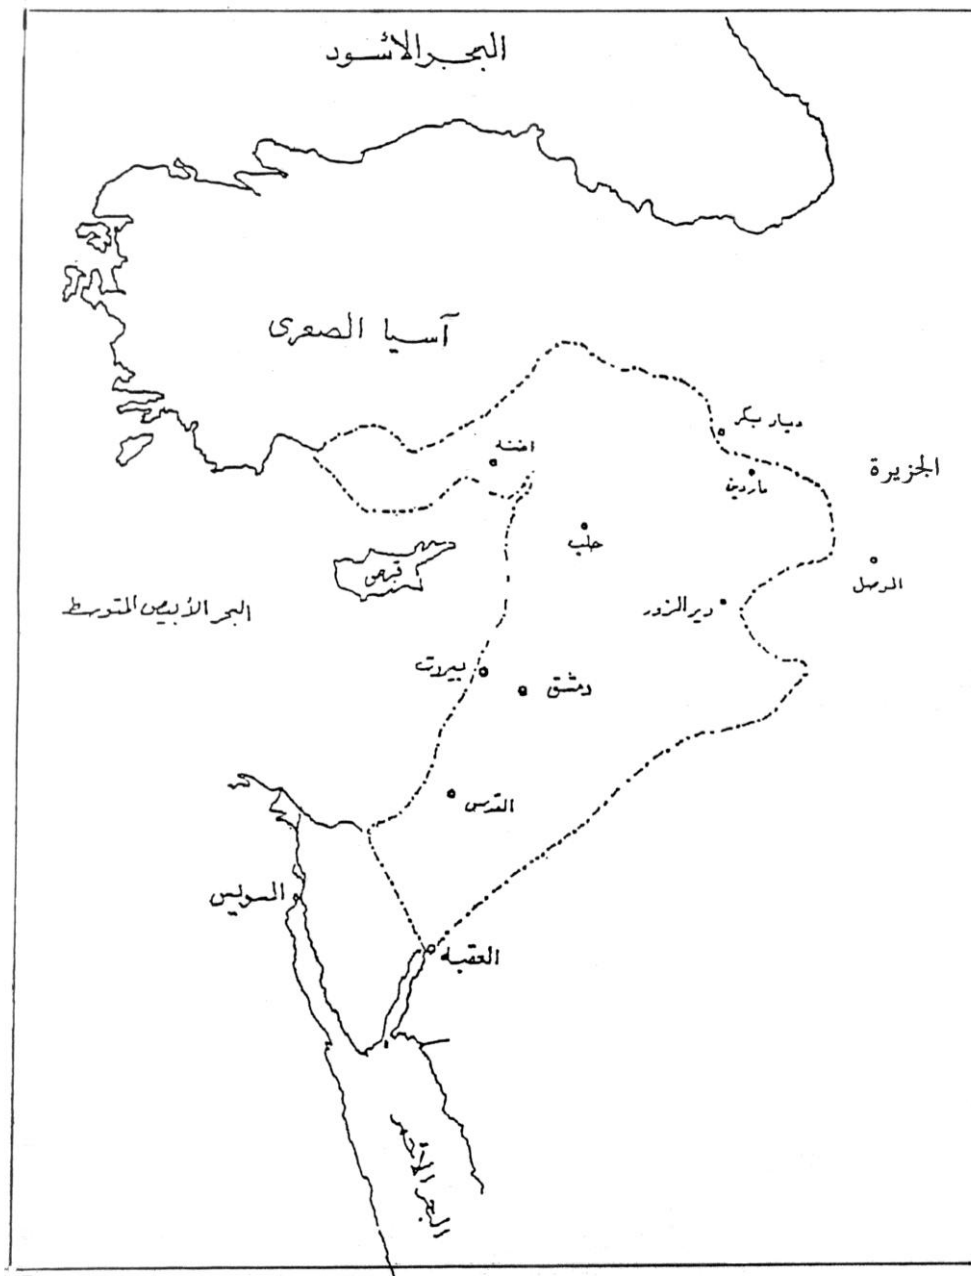 البحر الأسود
آسيا الصغرى
ديار بكر
الجزيرة
اضنه
ماردين
حلب
قبرص
الموصل
دير الزور
البحر الأبيض المتوسط
بيروت
دمشق
القدس
السويس
العقبة
البحر الأحمر